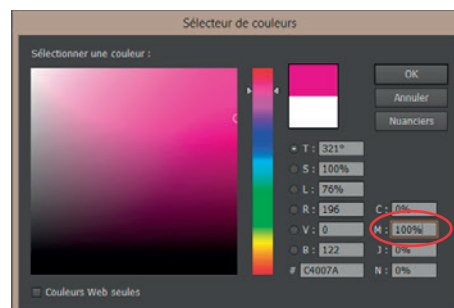 Sélecteur de couleurs
Sélectionner une couleur :
OK
Annuler
Nuanciers
T : 321°
S : 100%
L : 76%
R : 196 C : 0%
V : 0 M : 100%
B : 122 J : 0%
# C4007A N : 0%
Couleurs Web seules